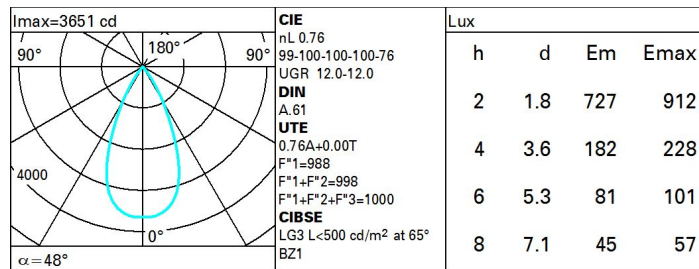 Imax=3651 cd
90° 180° 90°
4000
0°
α=48°
CIE
nL 0.76
99-100-100-100-76
UGR 12.0-12.0
DIN
A.61
UTE
0.76A+0.00T
F"1=988
F"1+F"2=998
F"1+F"2+F"3=1000
CIBSE
LG3 L<500 cd/m² at 65°
BZ1
Lux
h d Em Emax
2 1.8 727 912
4 3.6 182 228
6 5.3 81 101
8 7.1 45 57